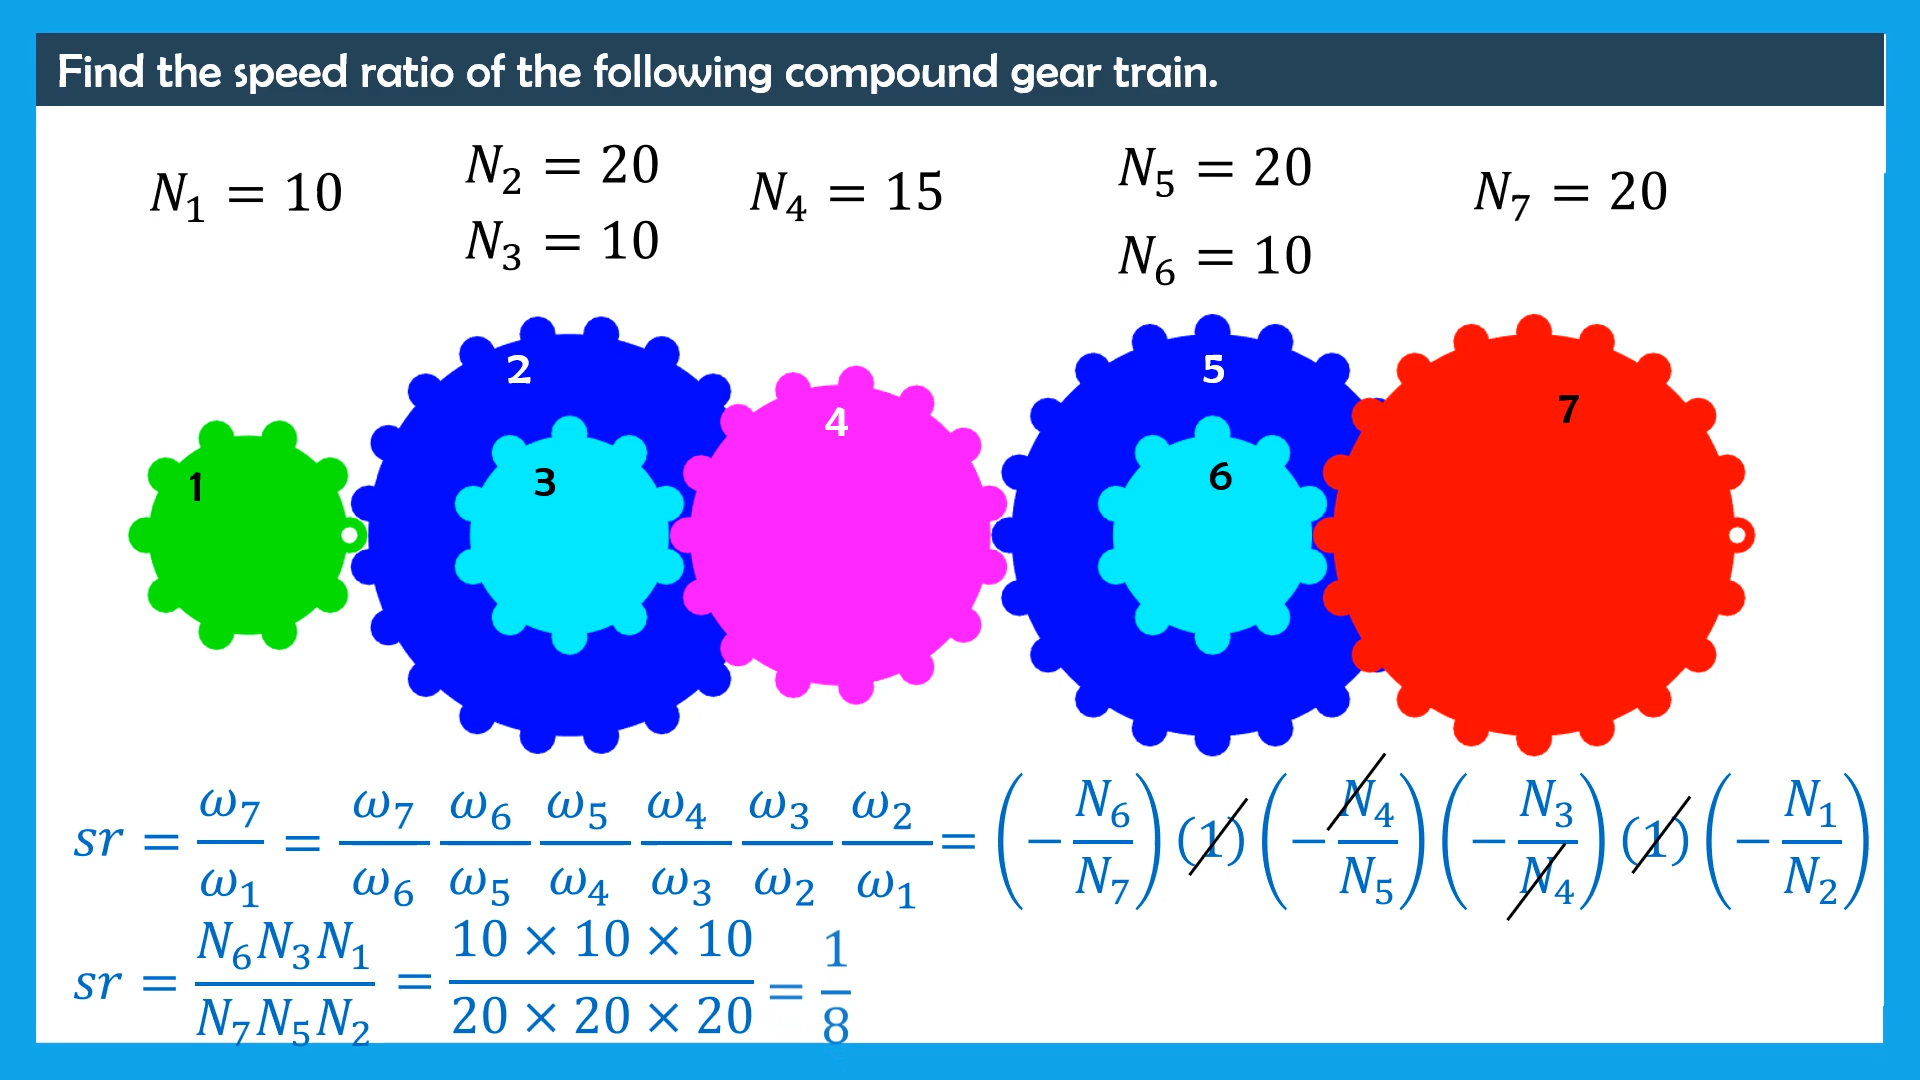 Find the speed ratio of the following compound gear train.
N₁ = 10
N₂ = 20
N₃ = 10
N₄ = 15
N₅ = 20
N₆ = 10
N₇ = 20
1
2
3
4
5
6
7
sr = ω₇/ω₁ = ω₇/ω₆ ω₆/ω₅ ω₅/ω₄ ω₄/ω₃ ω₃/ω₂ ω₂/ω₁ = (−N₆/N₇) (1) (−N₄/N₅) (−N₃/N₄) (1) (−N₁/N₂)
sr = N₆N₃N₁/N₇N₅N₂ = 10 × 10 × 10/20 × 20 × 20 = 1/8